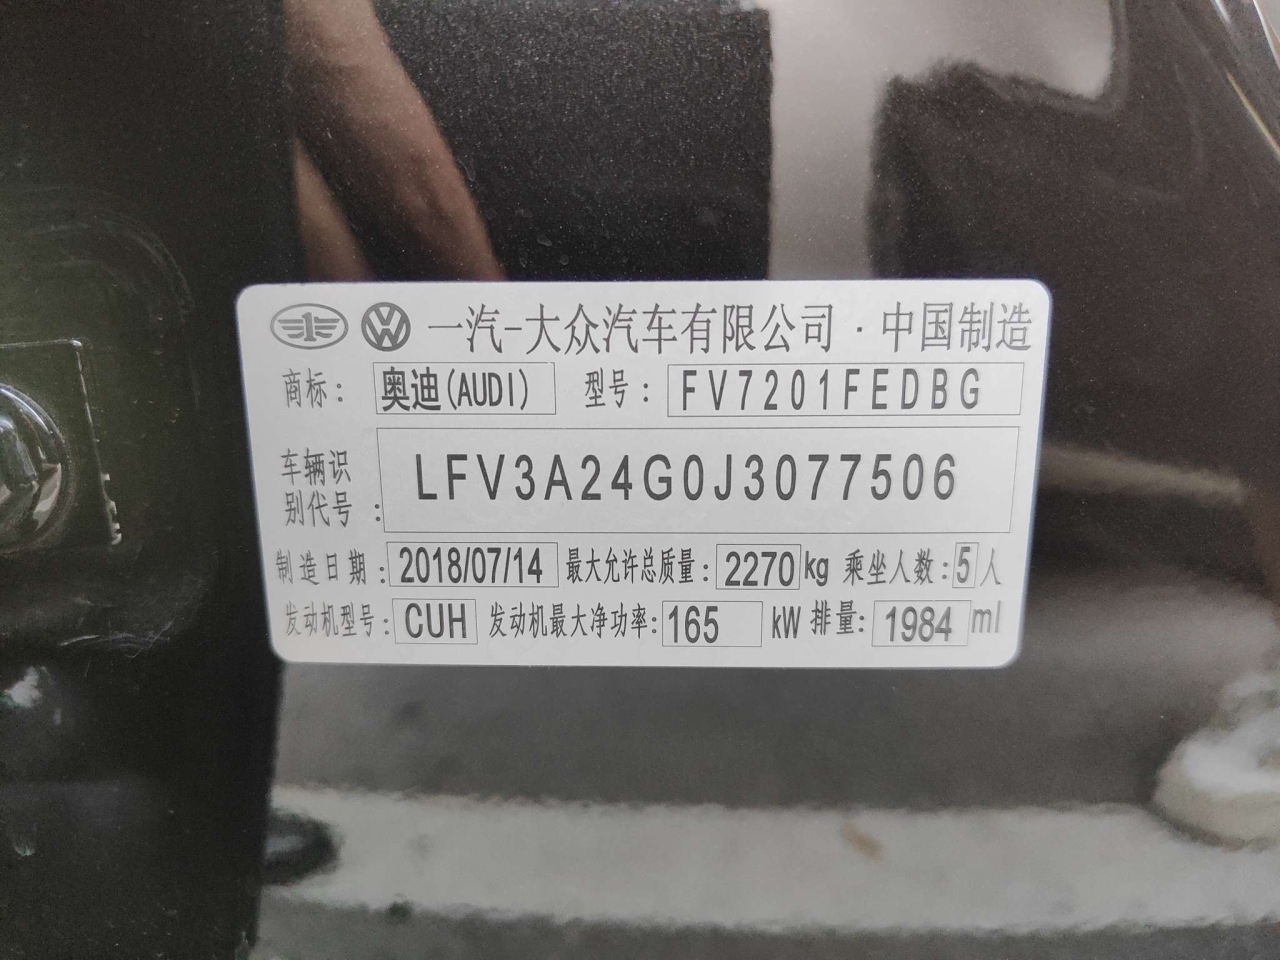 一汽-大众汽车有限公司·中国制造
商标: 奥迪(AUDI) 型号: FV7201FEDBG
车辆识别代号: LFV3A24G0J3077506
制造日期: 2018/07/14 最大允许总质量: 2270kg 乘坐人数: 5人
发动机型号: CUH 发动机最大净功率: 165 kW 排量: 1984 ml